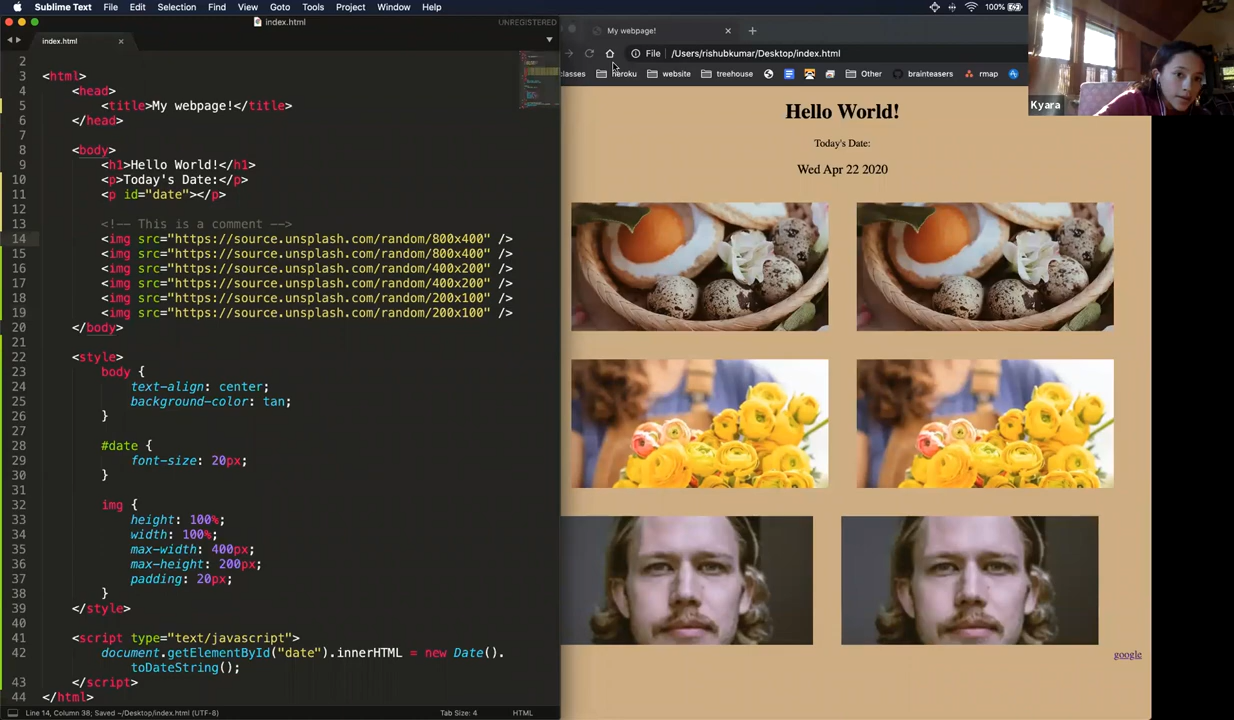 Sublime Text File Edit Selection Find View Goto Tools Project Window Help 100%
index.html UNREGISTERED
index.html
2
3 <html>
4 <head>
5 <title>My webpage!</title>
6 </head>
7
8 <body>
9 <h1>Hello World!</h1>
10 <p>Today's Date:</p>
11 <p id="date"></p>
12
13 <!-- This is a comment -->
14 <img src="https://source.unsplash.com/random/800x400" />
15 <img src="https://source.unsplash.com/random/800x400" />
16 <img src="https://source.unsplash.com/random/400x200" />
17 <img src="https://source.unsplash.com/random/400x200" />
18 <img src="https://source.unsplash.com/random/200x100" />
19 <img src="https://source.unsplash.com/random/200x100" />
20 </body>
21
22 <style>
23 body {
24 text-align: center;
25 background-color: tan;
26 }
27
28 #date {
29 font-size: 20px;
30 }
31
32 img {
33 height: 100%;
34 width: 100%;
35 max-width: 400px;
36 max-height: 200px;
37 padding: 20px;
38 }
39 </style>
40
41 <script type="text/javascript">
42 document.getElementById("date").innerHTML = new Date().
toDateString();
43 </script>
44 </html>
Line 14, Column 38; Saved ~/Desktop/index.html (UTF-8) Tab Size: 4 HTML
My webpage!
File /Users/rishubkumar/Desktop/index.html
classes heroku website treehouse Other brainteasers rmap
Hello World!
Today's Date:
Wed Apr 22 2020
google
Kyara